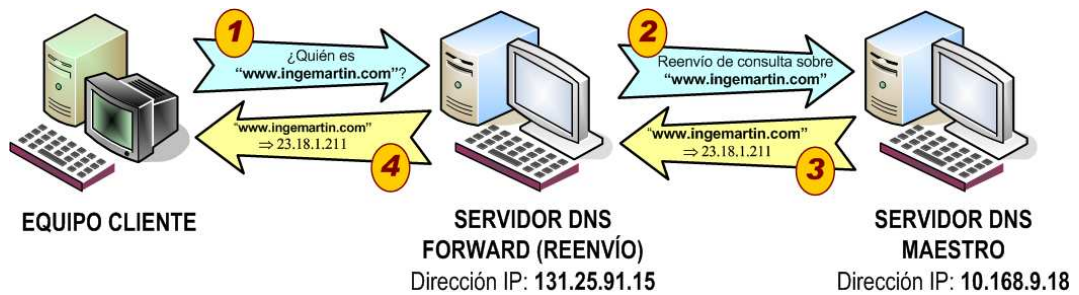 1
¿Quién es
“www.ingemartin.com”?
2
Reenvío de consulta sobre
“www.ingemartin.com”
“www.ingemartin.com”
⇒ 23.18.1.211
4
“www.ingemartin.com”
⇒ 23.18.1.211
3
EQUIPO CLIENTE
SERVIDOR DNS
FORWARD (REENVÍO)
Dirección IP: 131.25.91.15
SERVIDOR DNS
MAESTRO
Dirección IP: 10.168.9.18